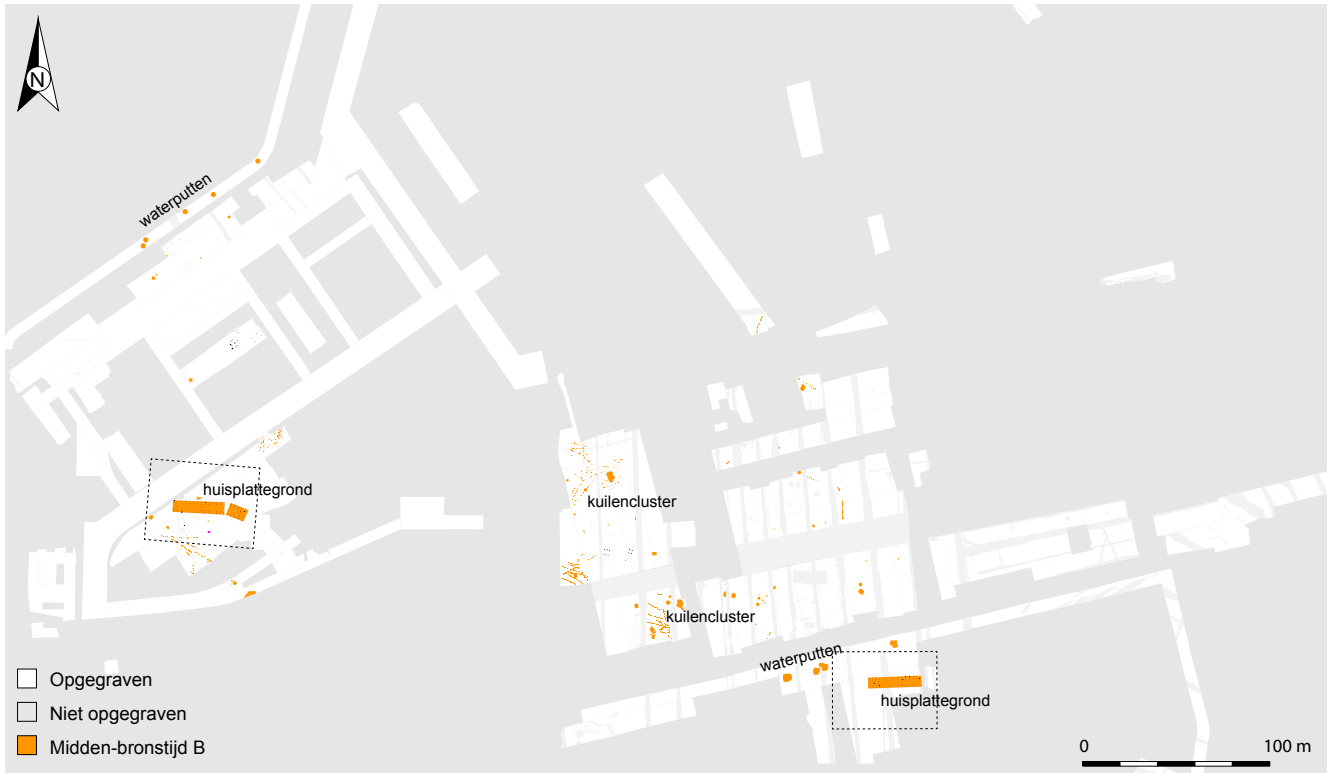 N
waterputten
huisplattegrond
kuilencluster
kuilencluster
waterputten
huisplattegrond
Opgegraven
Niet opgegraven
Midden-bronstijd B
0 100 m